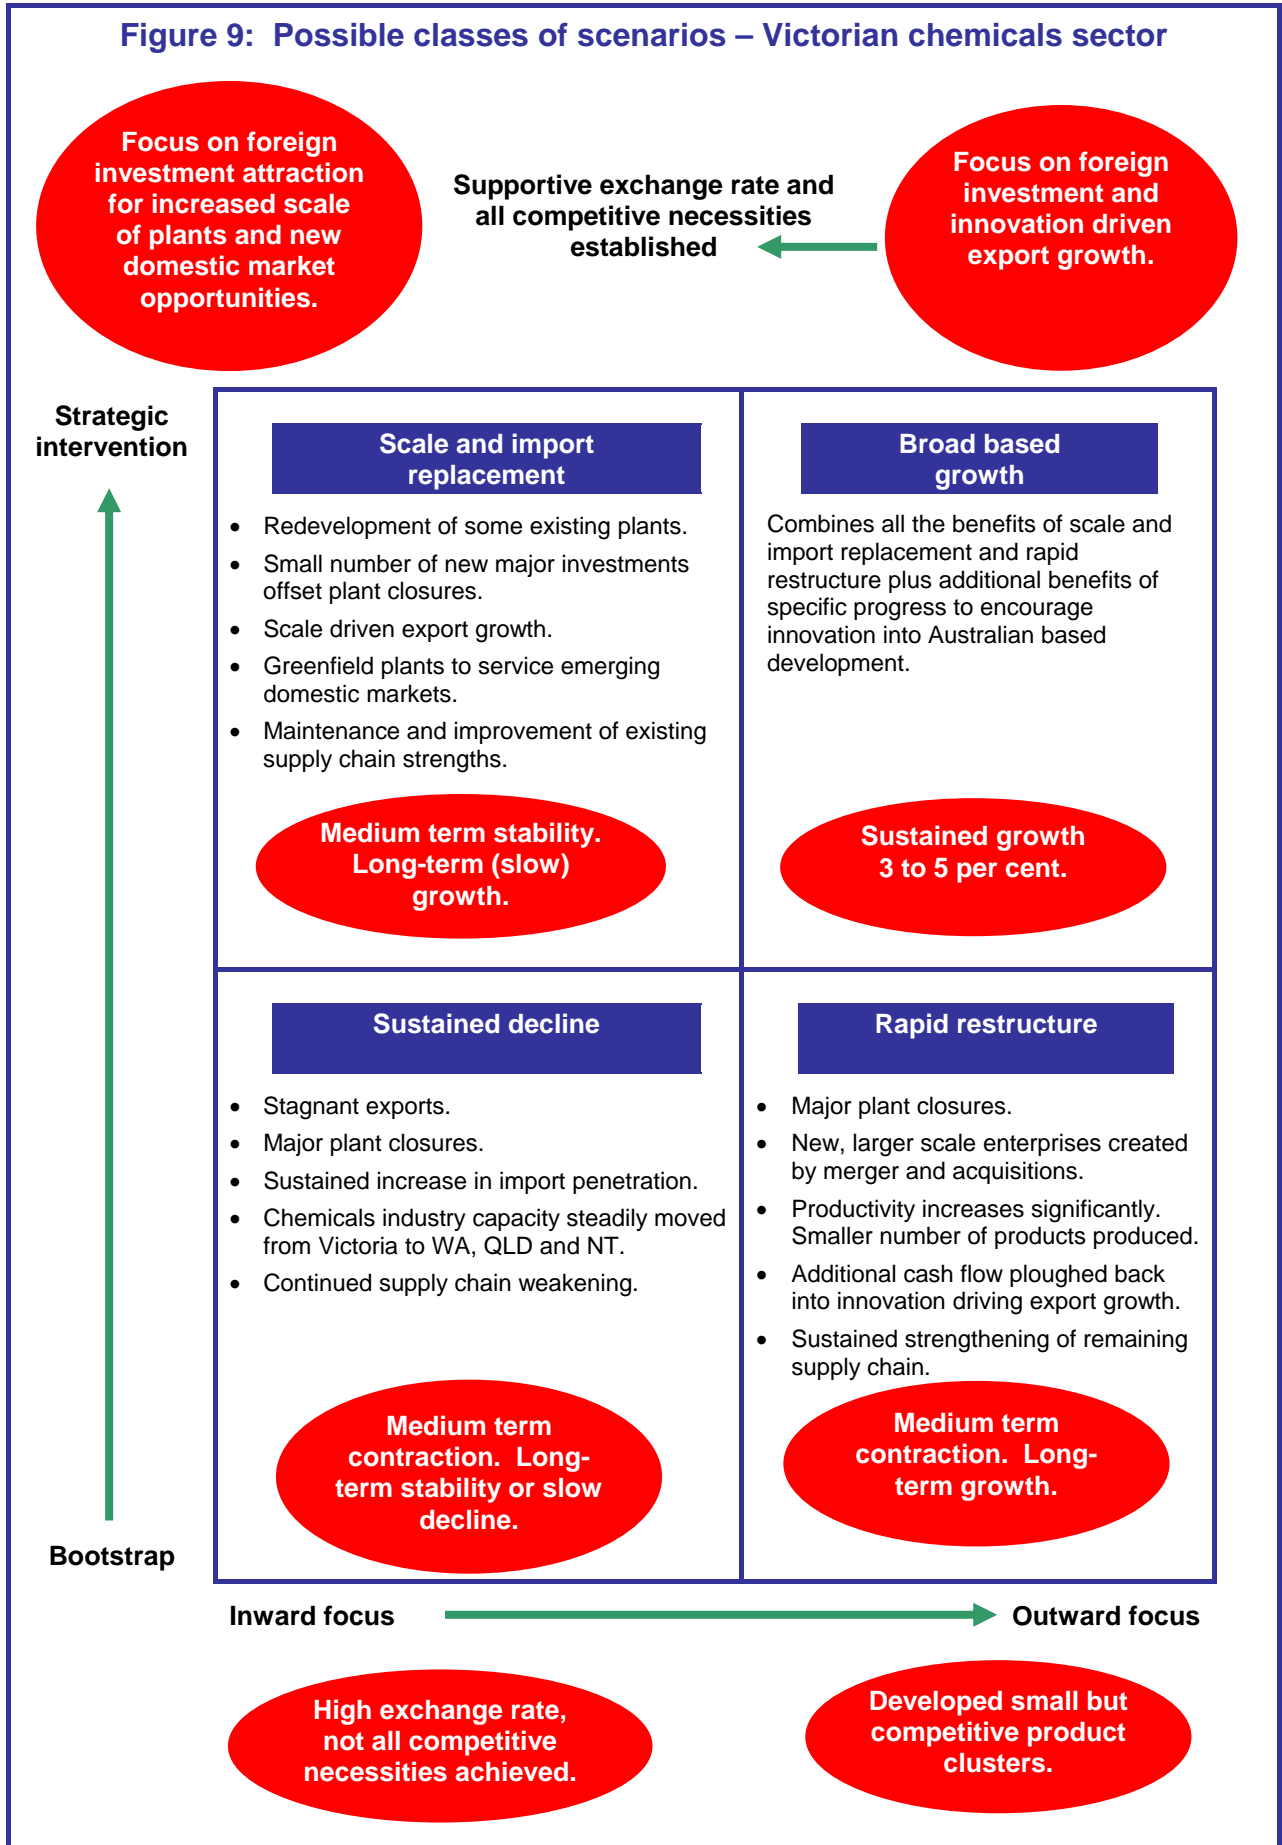 Figure 9:  Possible classes of scenarios – Victorian chemicals sector
Focus on foreign
investment attraction
for increased scale
of plants and new
domestic market
opportunities.
Supportive exchange rate and
all competitive necessities
established
Focus on foreign
investment and
innovation driven
export growth.
Strategic
intervention
Scale and import
replacement
• Redevelopment of some existing plants.
• Small number of new major investments
offset plant closures.
• Scale driven export growth.
• Greenfield plants to service emerging
domestic markets.
• Maintenance and improvement of existing
supply chain strengths.
Medium term stability.
Long-term (slow)
growth.
Broad based
growth
Combines all the benefits of scale and
import replacement and rapid
restructure plus additional benefits of
specific progress to encourage
innovation into Australian based
development.
Sustained growth
3 to 5 per cent.
Sustained decline
• Stagnant exports.
• Major plant closures.
• Sustained increase in import penetration.
• Chemicals industry capacity steadily moved
from Victoria to WA, QLD and NT.
• Continued supply chain weakening.
Medium term
contraction.  Long-
term stability or slow
decline.
Rapid restructure
• Major plant closures.
• New, larger scale enterprises created
by merger and acquisitions.
• Productivity increases significantly.
Smaller number of products produced.
• Additional cash flow ploughed back
into innovation driving export growth.
• Sustained strengthening of remaining
supply chain.
Medium term
contraction.  Long-
term growth.
Bootstrap
Inward focus
Outward focus
High exchange rate,
not all competitive
necessities achieved.
Developed small but
competitive product
clusters.